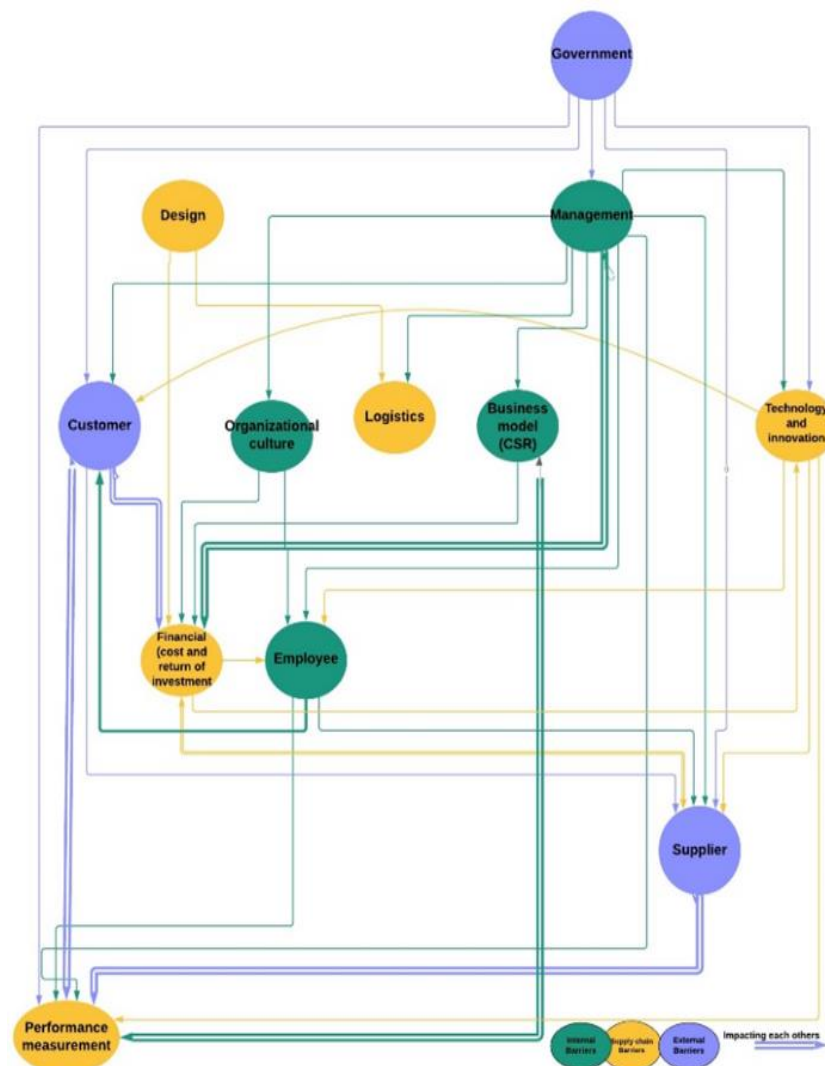 Government
Design
Management
Customer
Organizational
culture
Logistics
Business
model
(CSR)
Technology
and
innovation
Financial
(cost and
return of
investment
Employee
Supplier
Performance
measurement
Internal
Barriers
Supply chain
Barriers
External
Barriers
Impacting each others